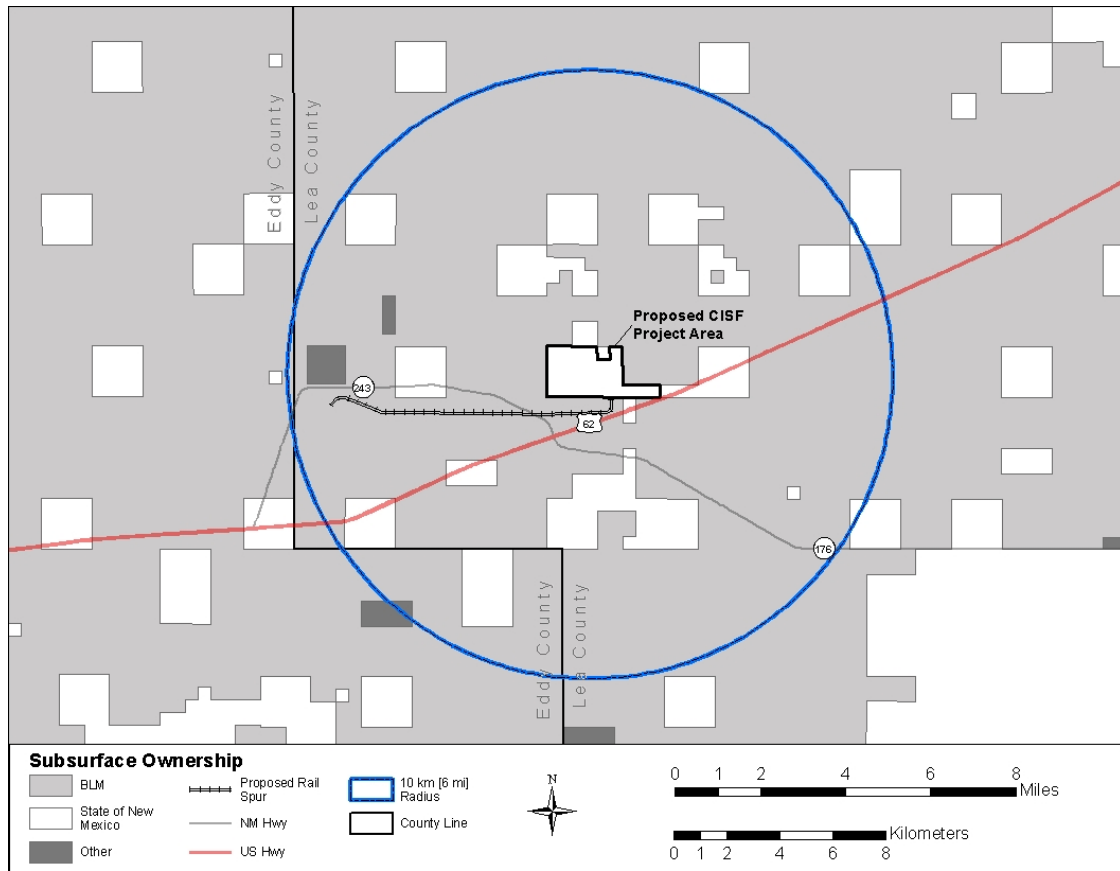 Eddy County
Lea County
Proposed CISF
Project Area
243
62
176
Eddy County
Lea County
Subsurface Ownership
BLM
State of New
Mexico
Other
Proposed Rail
Spur
NM Hwy
US Hwy
10 km [6 mi]
Radius
County Line
N
0 1 2 4 6 8
Miles
Kilometers
0 1 2 4 6 8